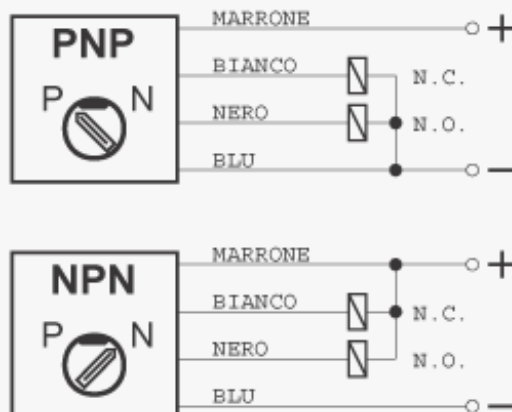 MARRONE +
PNP
BIANCO N.C.
P N
NERO N.O.
BLU -
MARRONE +
NPN
BIANCO N.C.
P N
NERO N.O.
BLU -